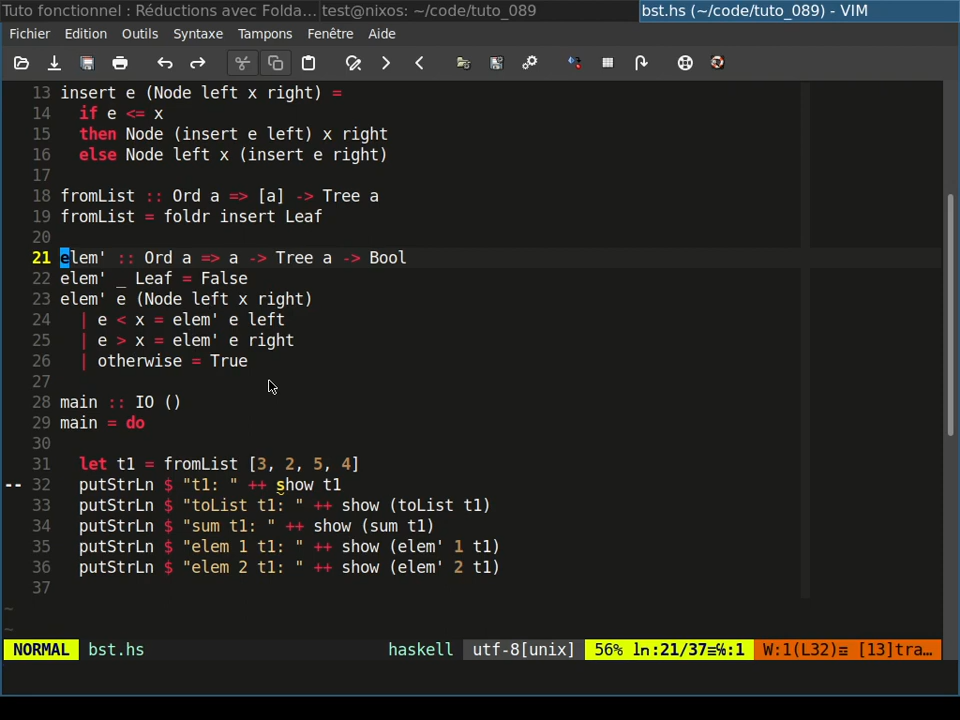 Tuto fonctionnel : Réductions avec Folda… test@nixos: ~/code/tuto_089 bst.hs (~/code/tuto_089) - VIM
Fichier Edition Outils Syntaxe Tampons Fenêtre Aide
13 insert e (Node left x right) =
14   if e <= x
15   then Node (insert e left) x right
16   else Node left x (insert e right)
17
18 fromList :: Ord a => [a] -> Tree a
19 fromList = foldr insert Leaf
20
21 elem' :: Ord a => a -> Tree a -> Bool
22 elem' _ Leaf = False
23 elem' e (Node left x right)
24   | e < x = elem' e left
25   | e > x = elem' e right
26   | otherwise = True
27
28 main :: IO ()
29 main = do
30
31   let t1 = fromList [3, 2, 5, 4]
-- 32   putStrLn $ "t1: " ++ show t1
33   putStrLn $ "toList t1: " ++ show (toList t1)
34   putStrLn $ "sum t1: " ++ show (sum t1)
35   putStrLn $ "elem 1 t1: " ++ show (elem' 1 t1)
36   putStrLn $ "elem 2 t1: " ++ show (elem' 2 t1)
37
~
~
NORMAL bst.hs haskell utf-8[unix] 56% ln:21/37≡℅:1 W:1(L32) [13]tra…